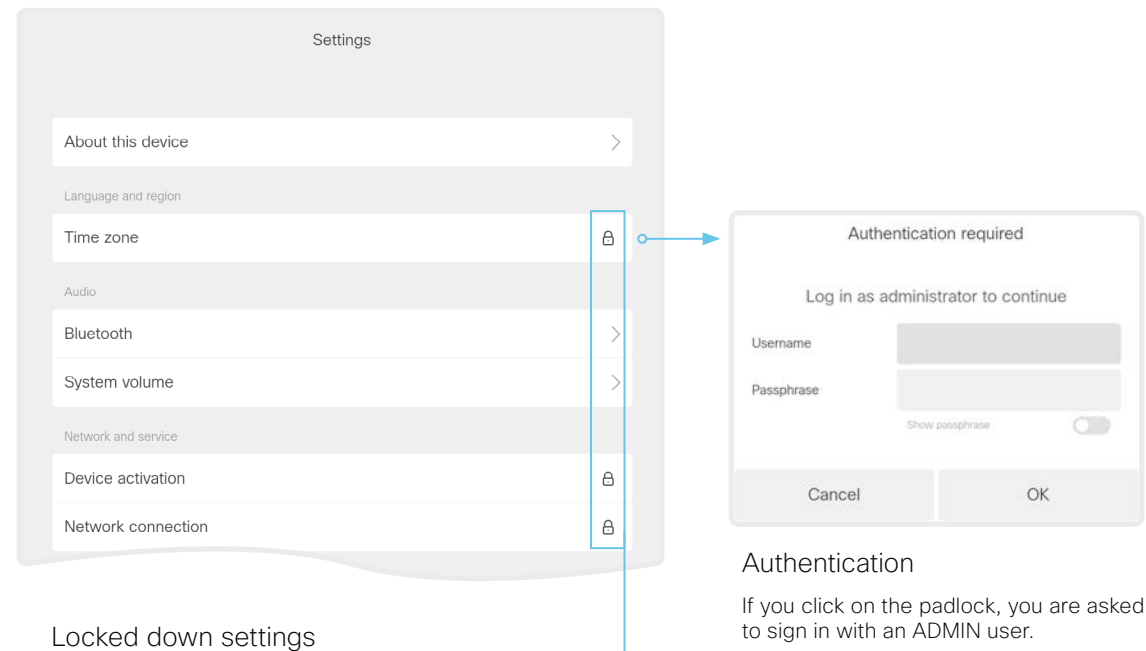 Settings
About this device
Language and region
Time zone
Audio
Bluetooth
System volume
Network and service
Device activation
Network connection
Locked down settings
Authentication required
Log in as administrator to continue
Username
Passphrase
Show passphrase
Cancel
OK
Authentication
If you click on the padlock, you are asked
to sign in with an ADMIN user.